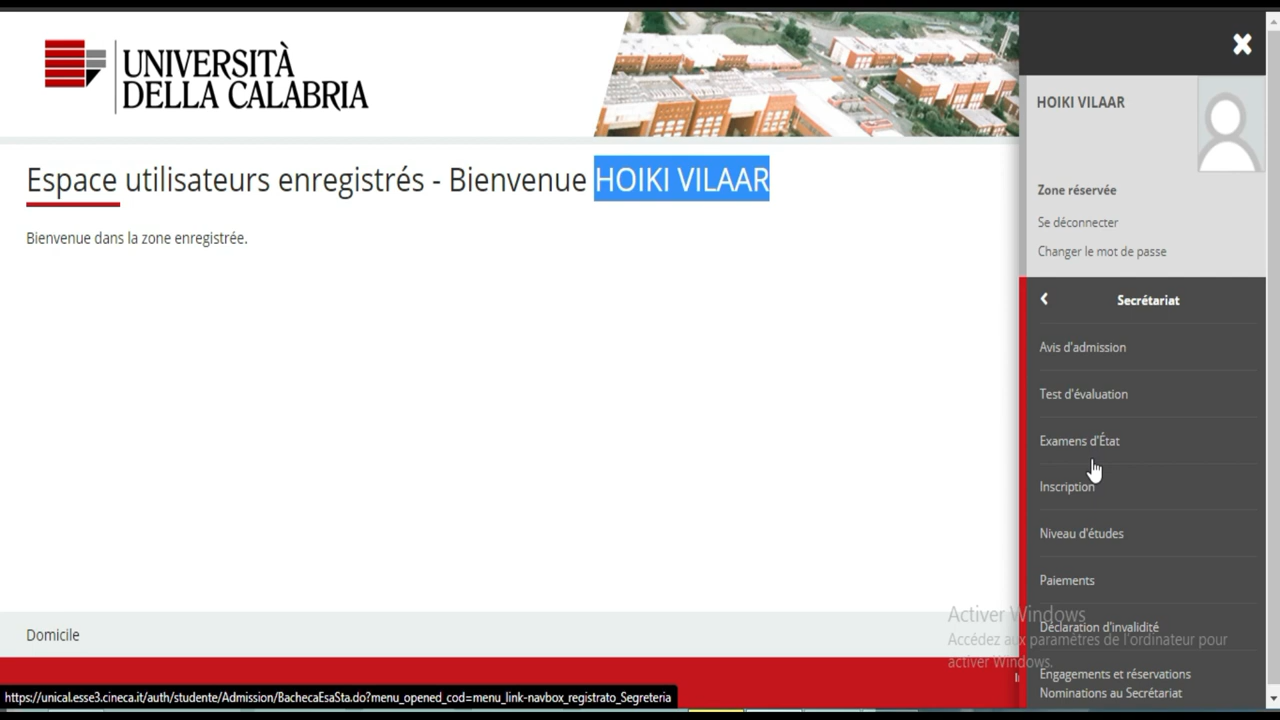 UNIVERSITÀ
DELLA CALABRIA
Espace utilisateurs enregistrés - Bienvenue HOIKI VILAAR
Bienvenue dans la zone enregistrée.
HOIKI VILAAR
Zone réservée
Se déconnecter
Changer le mot de passe
Secrétariat
Avis d'admission
Test d'évaluation
Examens d'État
Inscription
Niveau d'études
Paiements
Déclaration d'invalidité
Engagements et réservations
Nominations au Secrétariat
Activer Windows
Accédez aux paramètres de l'ordinateur pour
activer Windows.
Domicile
https://unical.esse3.cineca.it/auth/studente/Admission/BachecaEsaSta.do?menu_opened_cod=menu_link-navbox_registrato_Segreteria